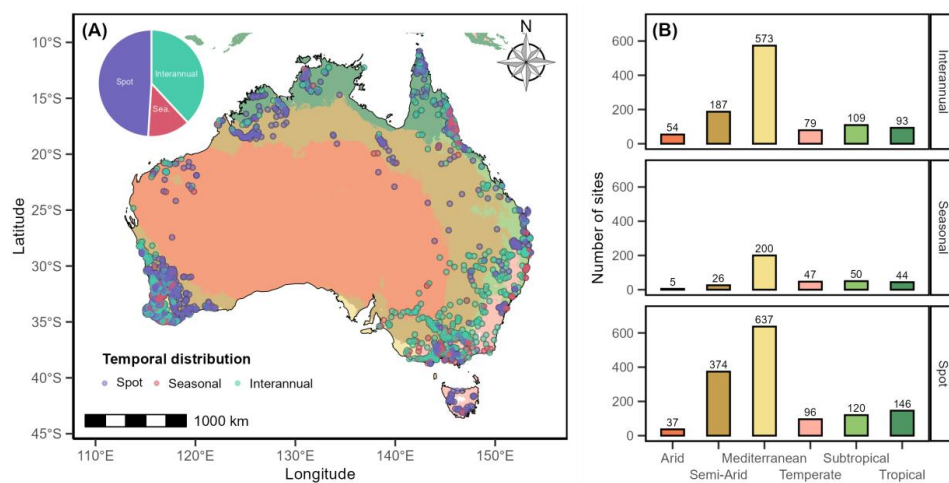 (A)
N
Spot
Interannual
Sea.
10°S
15°S
20°S
25°S
30°S
35°S
40°S
45°S
Latitude
Temporal distribution
Spot Seasonal Interannual
1000 km
110°E 120°E 130°E 140°E 150°E
Longitude
(B)
Number of sites
600
400
200
0
54 187 573 79 109 93
Interannual
600
400
200
0
5 26 200 47 50 44
Seasonal
600
400
200
0
37 374 637 96 120 146
Spot
Arid Mediterranean Subtropical
Semi-Arid Temperate Tropical